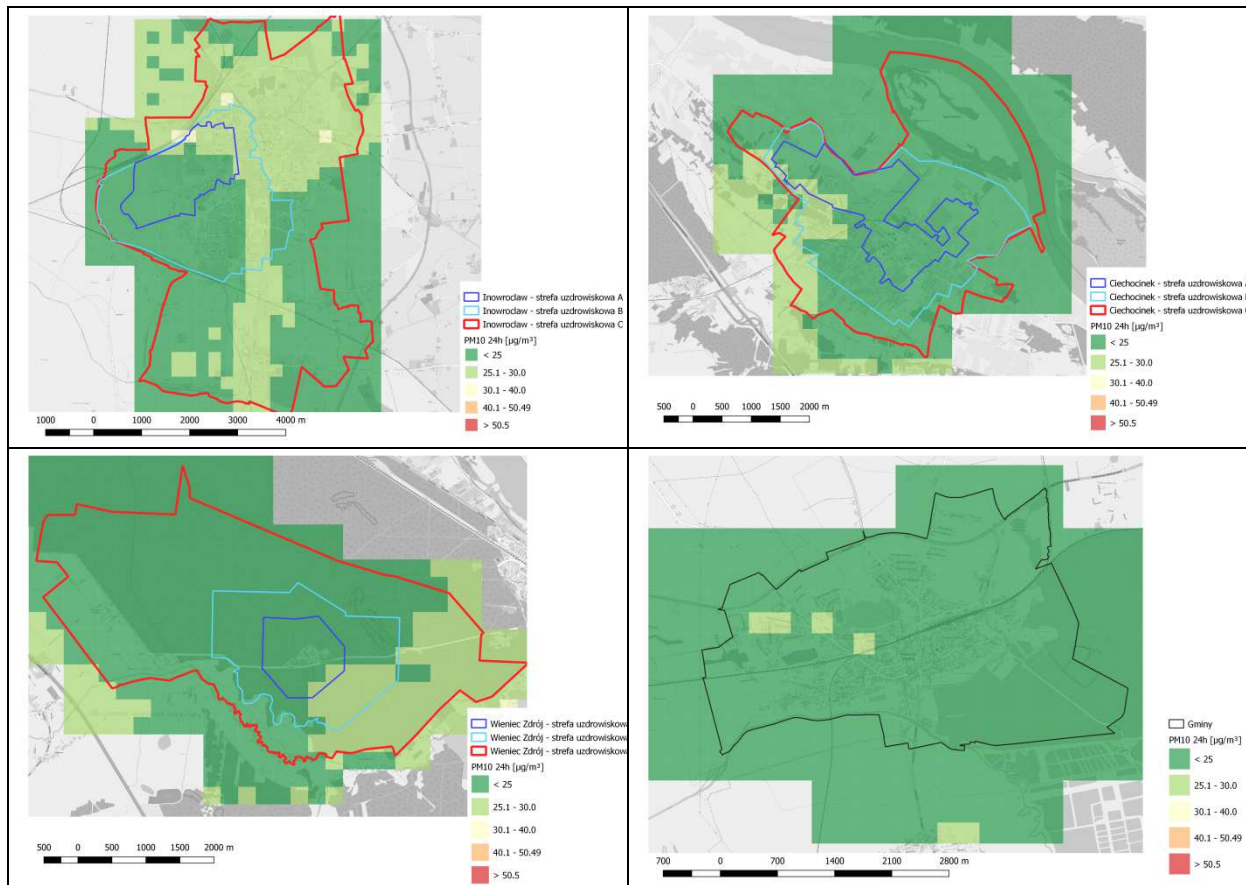 Inowrocław - strefa uzdrowiskowa A
Inowrocław - strefa uzdrowiskowa B
Inowrocław - strefa uzdrowiskowa C
PM10 24h [µg/m³]
< 25
25.1 - 30.0
30.1 - 40.0
40.1 - 50.49
> 50.5
1000 0 1000 2000 3000 4000 m
Ciechocinek - strefa uzdrowiskowa
Ciechocinek - strefa uzdrowiskowa
Ciechocinek - strefa uzdrowiskowa
PM10 24h [µg/m³]
< 25
25.1 - 30.0
30.1 - 40.0
40.1 - 50.49
> 50.5
500 0 500 1000 1500 2000 m
Wieniec Zdrój - strefa uzdrowiskowa
Wieniec Zdrój - strefa uzdrowiskowa
Wieniec Zdrój - strefa uzdrowiskowa
PM10 24h [µg/m³]
< 25
25.1 - 30.0
30.1 - 40.0
40.1 - 50.49
> 50.5
500 0 500 1000 1500 2000 m
Gminy
PM10 24h [µg/m³]
< 25
25.1 - 30.0
30.1 - 40.0
40.1 - 50.49
> 50.5
700 0 700 1400 2100 2800 m